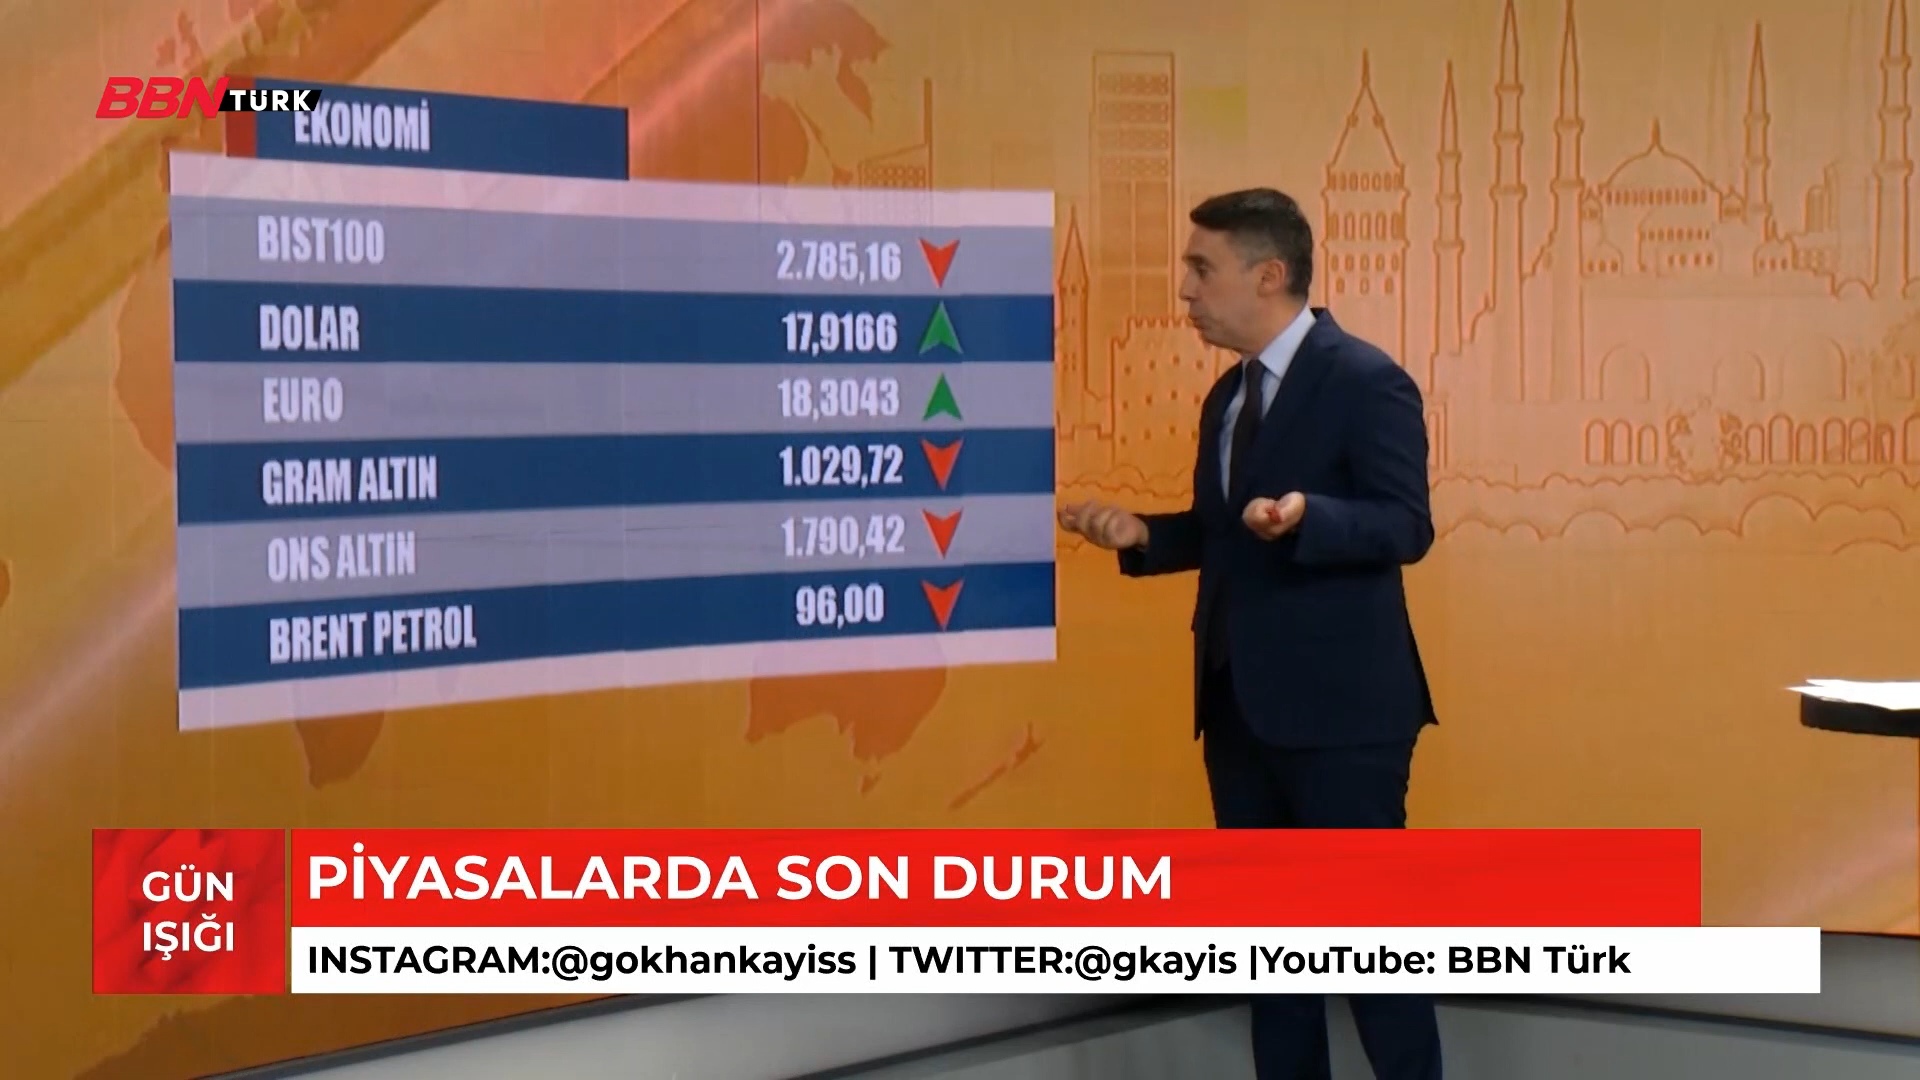 BBN TÜRK
EKONOMİ
BIST100 2.785,16
DOLAR 17,9166
EURO 18,3043
GRAM ALTIN 1.029,72
ONS ALTIN 1.790,42
BRENT PETROL 96,00
GÜN IŞIĞI
PİYASALARDA SON DURUM
INSTAGRAM:@gokhankayiss | TWITTER:@gkayis |YouTube: BBN Türk